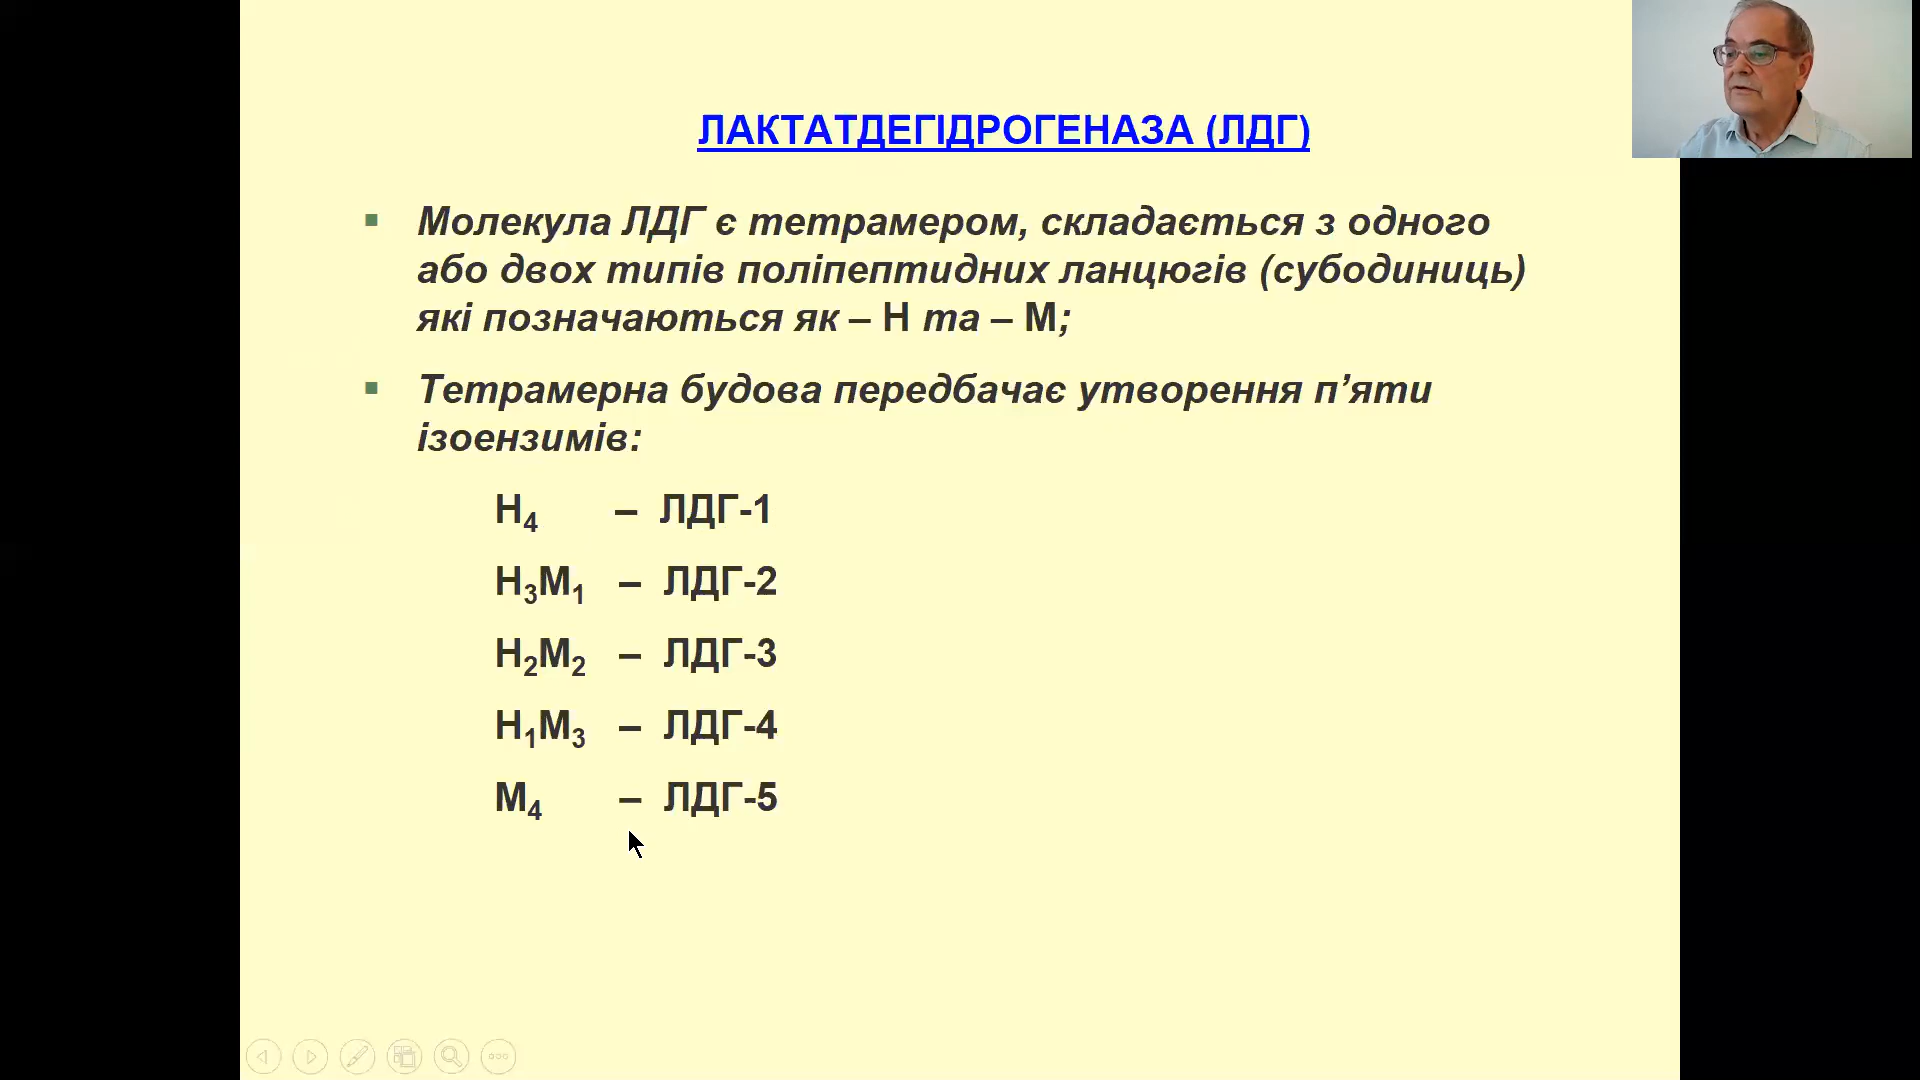 ЛАКТАТДЕГІДРОГЕНАЗА (ЛДГ)
Молекула ЛДГ є тетрамером, складається з одного
або двох типів поліпептидних ланцюгів (субодиниць)
які позначаються як – Н та – М;
Тетрамерна будова передбачає утворення п’яти
ізоензимів:
Н₄ – ЛДГ-1
Н₃М₁ – ЛДГ-2
Н₂М₂ – ЛДГ-3
Н₁М₃ – ЛДГ-4
М₄ – ЛДГ-5